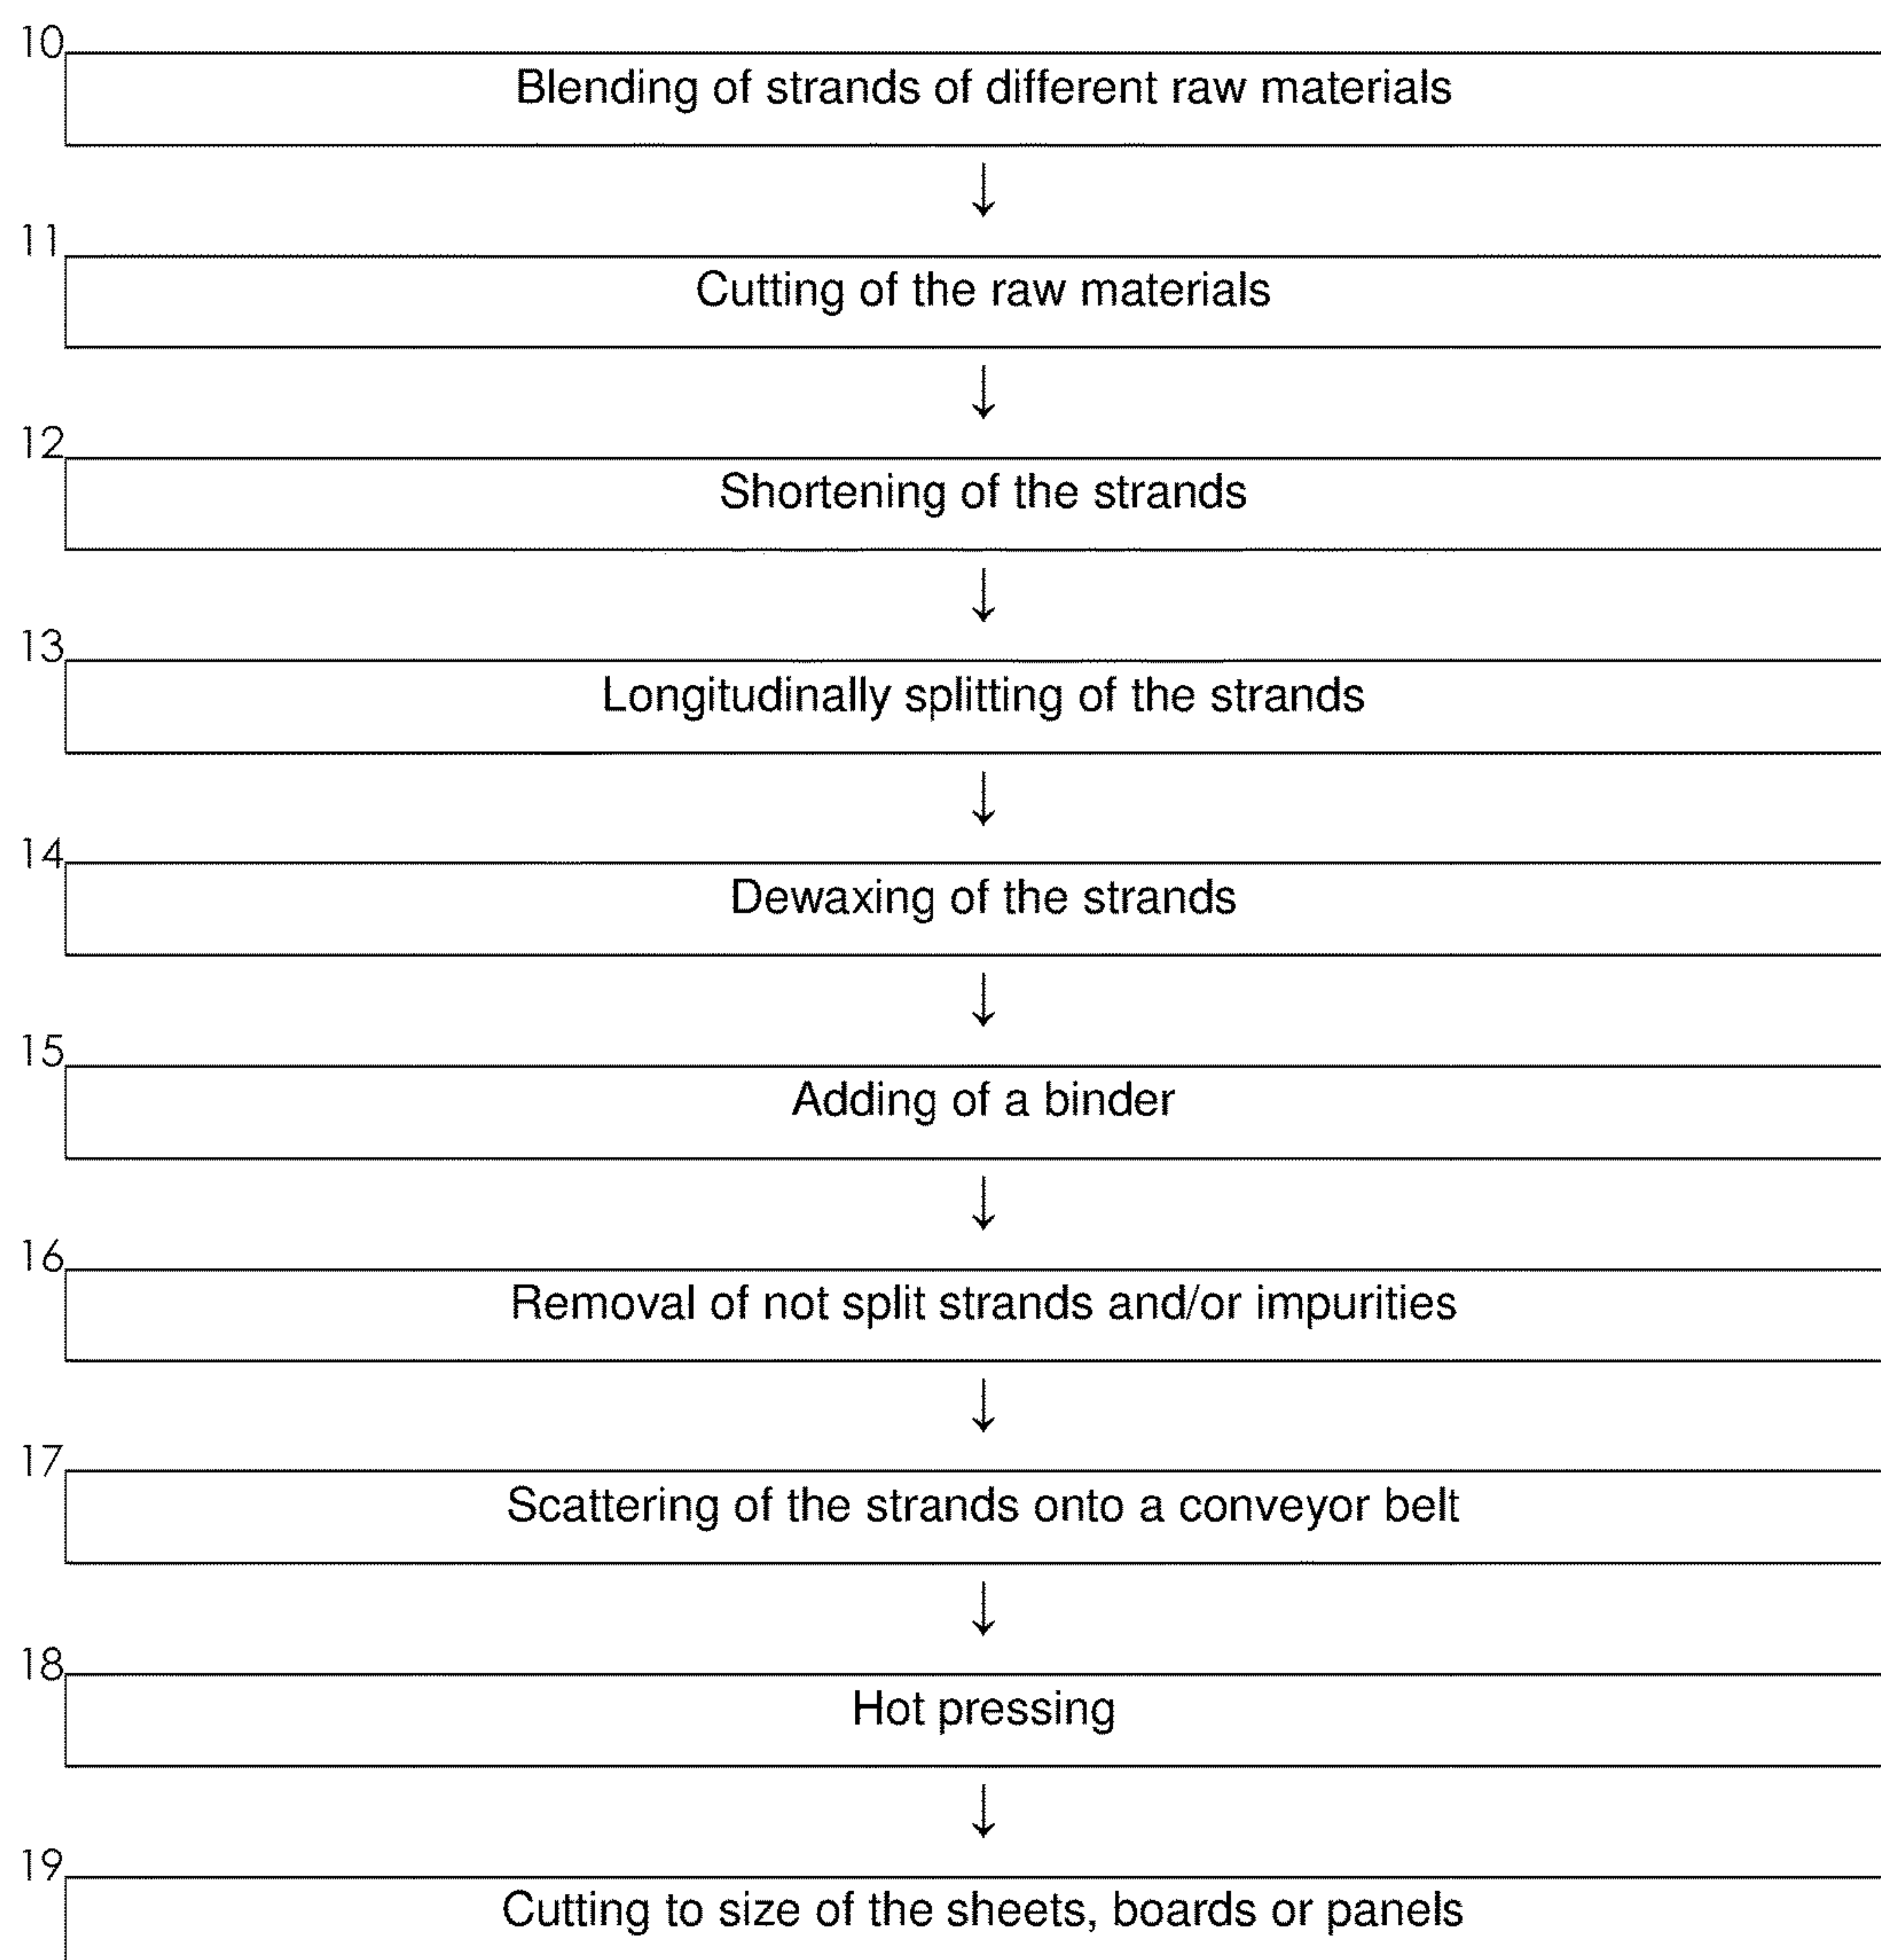 10
Blending of strands of different raw materials
↓
11
Cutting of the raw materials
↓
12
Shortening of the strands
↓
13
Longitudinally splitting of the strands
↓
14
Dewaxing of the strands
↓
15
Adding of a binder
↓
16
Removal of not split strands and/or impurities
↓
17
Scattering of the strands onto a conveyor belt
↓
18
Hot pressing
↓
19
Cutting to size of the sheets, boards or panels